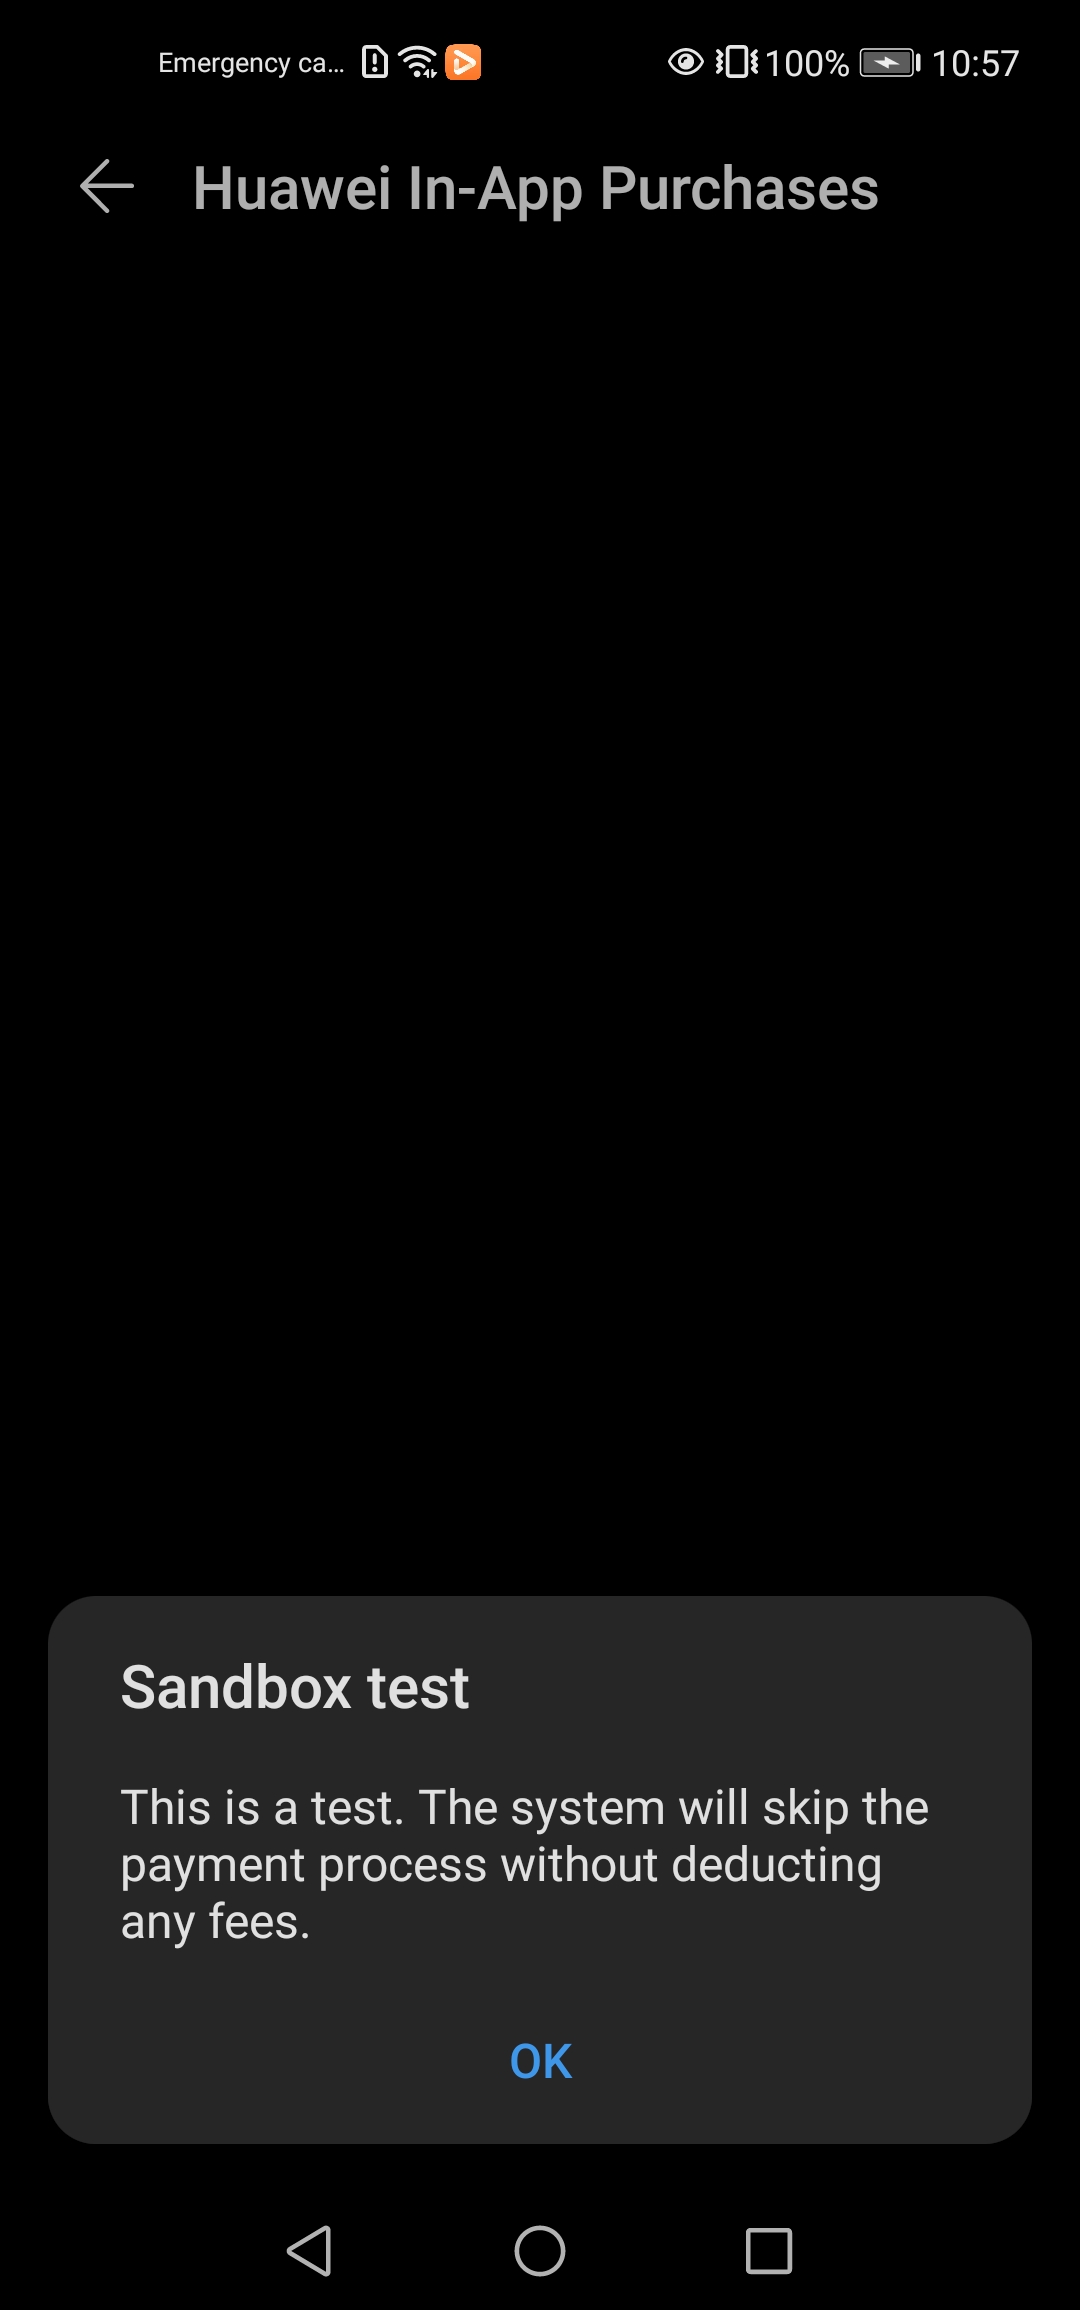 Emergency ca... 100% 10:57
Huawei In-App Purchases
Sandbox test
This is a test. The system will skip the
payment process without deducting
any fees.
OK